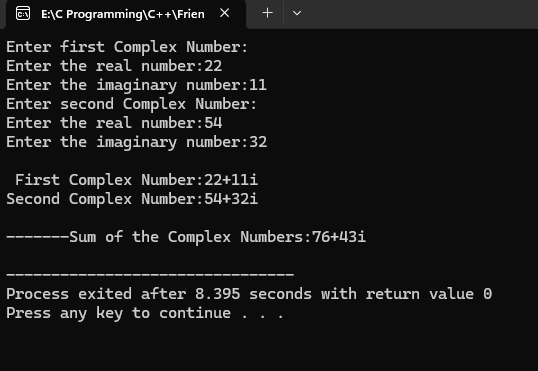 E:\C Programming\C++\Frien
Enter first Complex Number:
Enter the real number:22
Enter the imaginary number:11
Enter second Complex Number:
Enter the real number:54
Enter the imaginary number:32
First Complex Number:22+11i
Second Complex Number:54+32i
-------Sum of the Complex Numbers:76+43i
--------------------------------
Process exited after 8.395 seconds with return value 0
Press any key to continue . . .